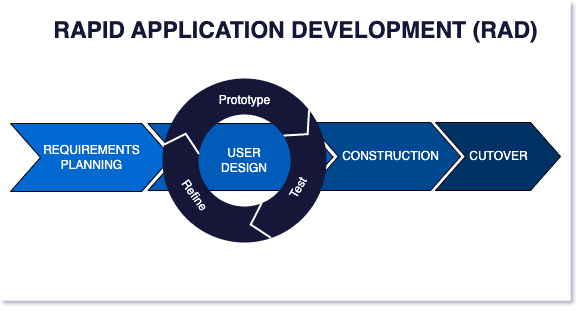 RAPID APPLICATION DEVELOPMENT (RAD)
Prototype
REQUIREMENTS
PLANNING
USER
DESIGN
CONSTRUCTION
CUTOVER
Refine
Test